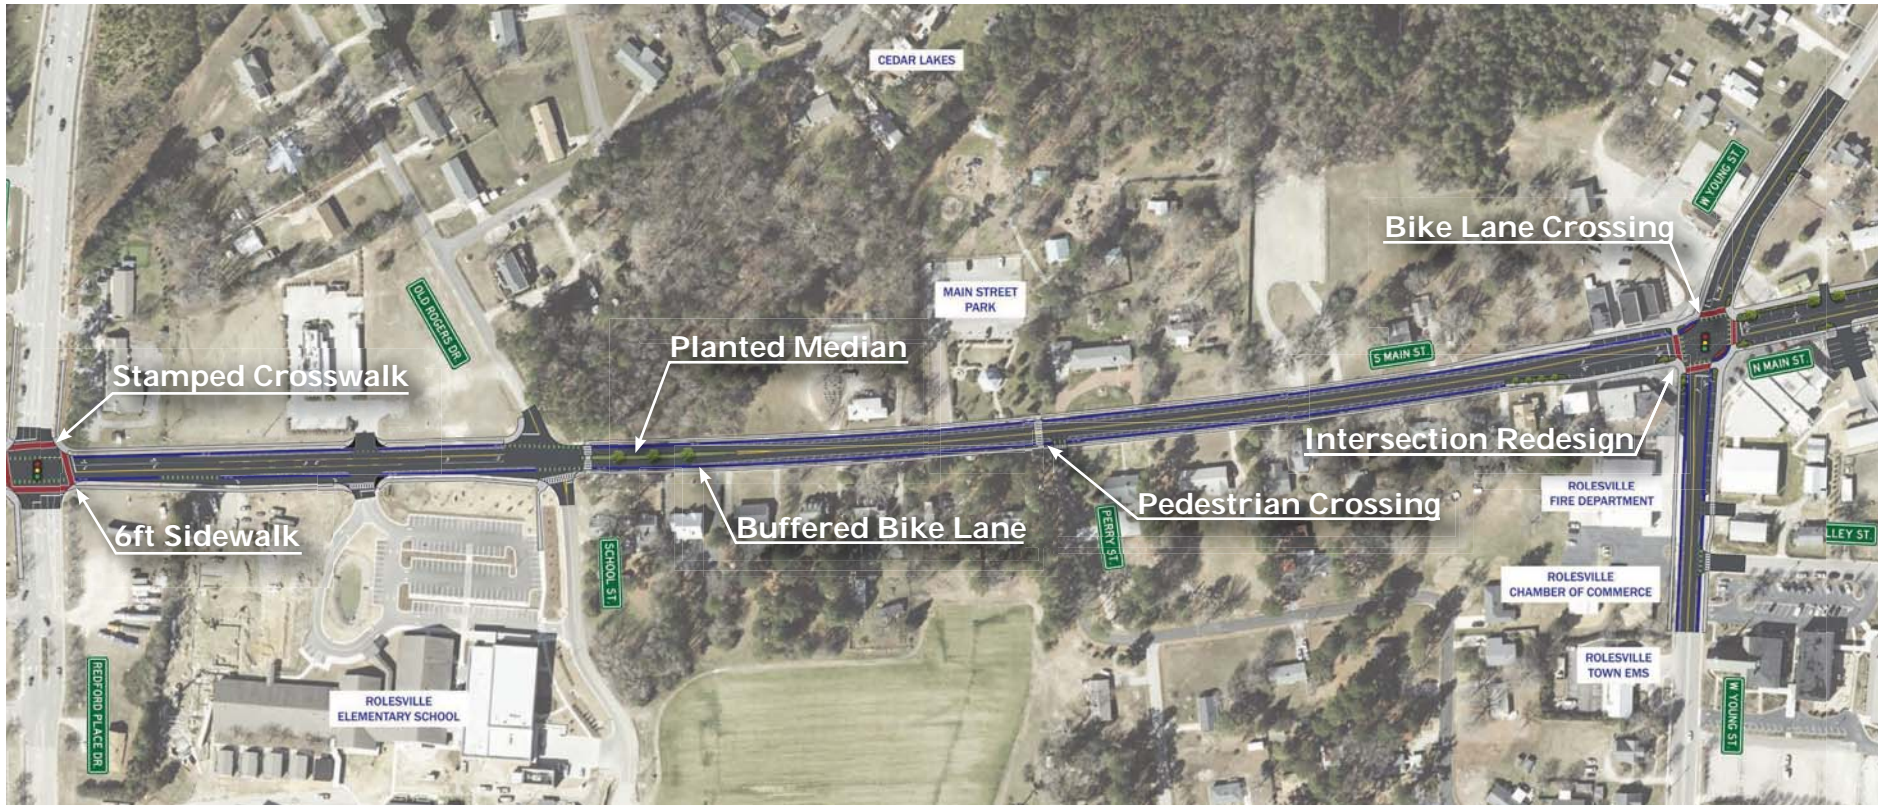 CEDAR LAKES
W YOUNG ST.
Bike Lane Crossing
OLD ROGERS DR.
MAIN STREET
PARK
Planted Median
S MAIN ST.
N MAIN ST.
Stamped Crosswalk
Intersection Redesign
ROLESVILLE
FIRE DEPARTMENT
Pedestrian Crossing
6ft Sidewalk
Buffered Bike Lane
PERRY ST.
LLEY ST.
SCHOOL ST.
ROLESVILLE
CHAMBER OF COMMERCE
ROLESVILLE
TOWN EMS
REDFORD PLACE DR.
ROLESVILLE
ELEMENTARY SCHOOL
W YOUNG ST.